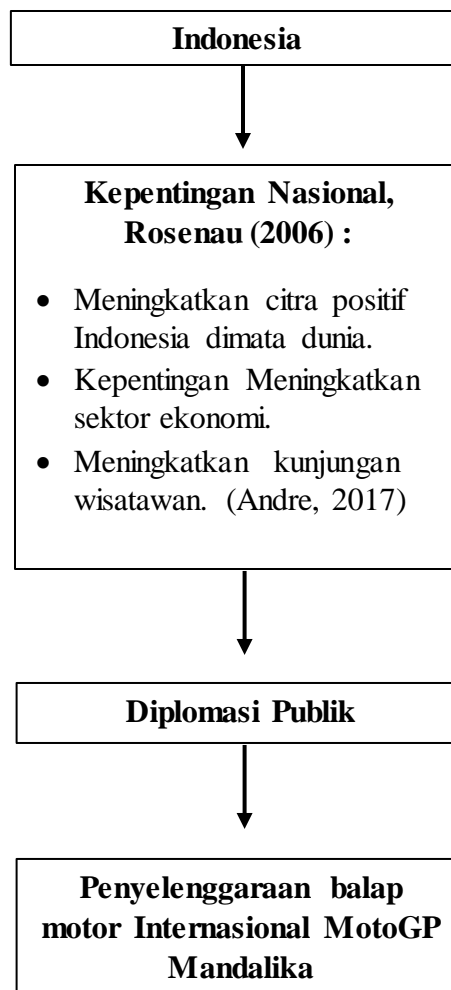 Indonesia
Kepentingan Nasional,
Rosenau (2006) :
• Meningkatkan citra positif
Indonesia dimata dunia.
• Kepentingan Meningkatkan
sektor ekonomi.
• Meningkatkan kunjungan
wisatawan. (Andre, 2017)
Diplomasi Publik
Penyelenggaraan balap
motor Internasional MotoGP
Mandalika